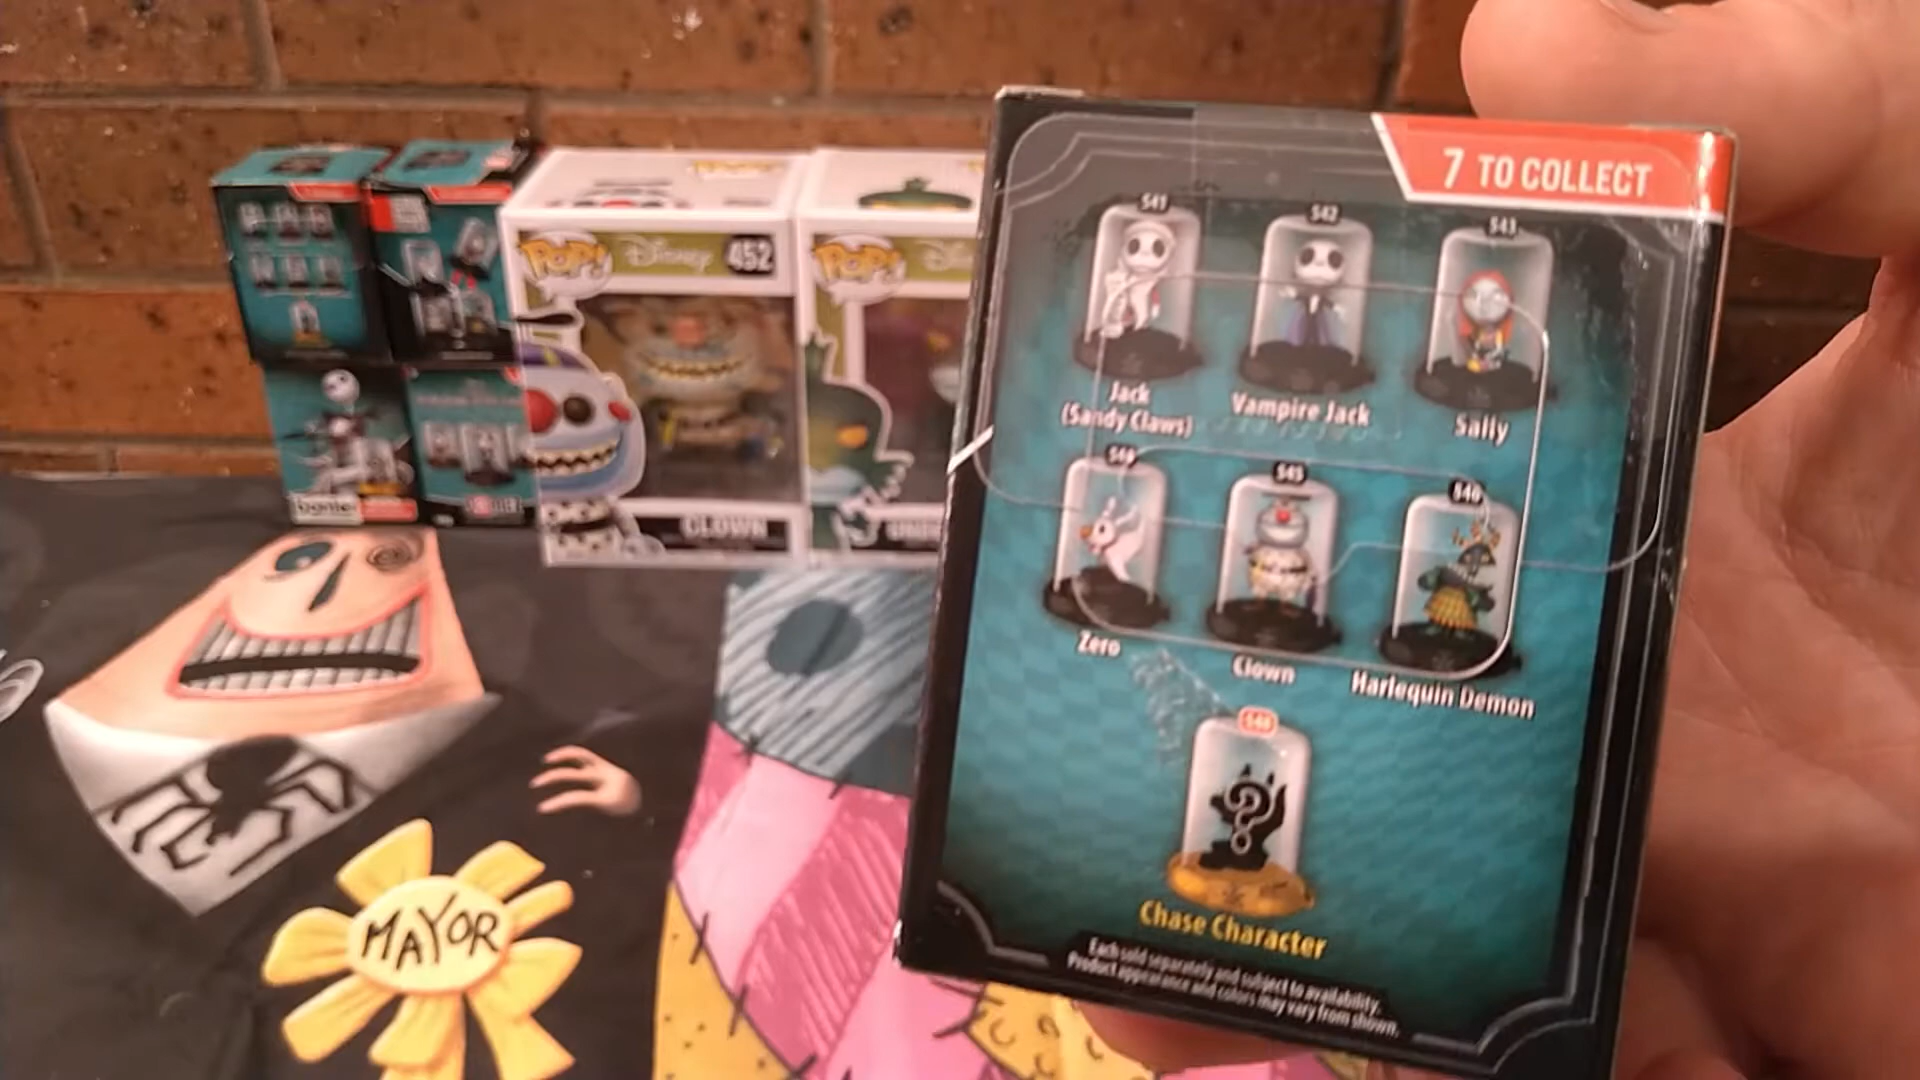 7 TO COLLECT
541
542
543
Jack
(Sandy Claws)
Vampire Jack
Sally
545
Zero
Clown
Harlequin Demon
Chase Character
Each sold separately and subject to availability.
Product appearance and colors may vary from shown.
POP!
Disney
452
CLOWN
POP!
MAYOR